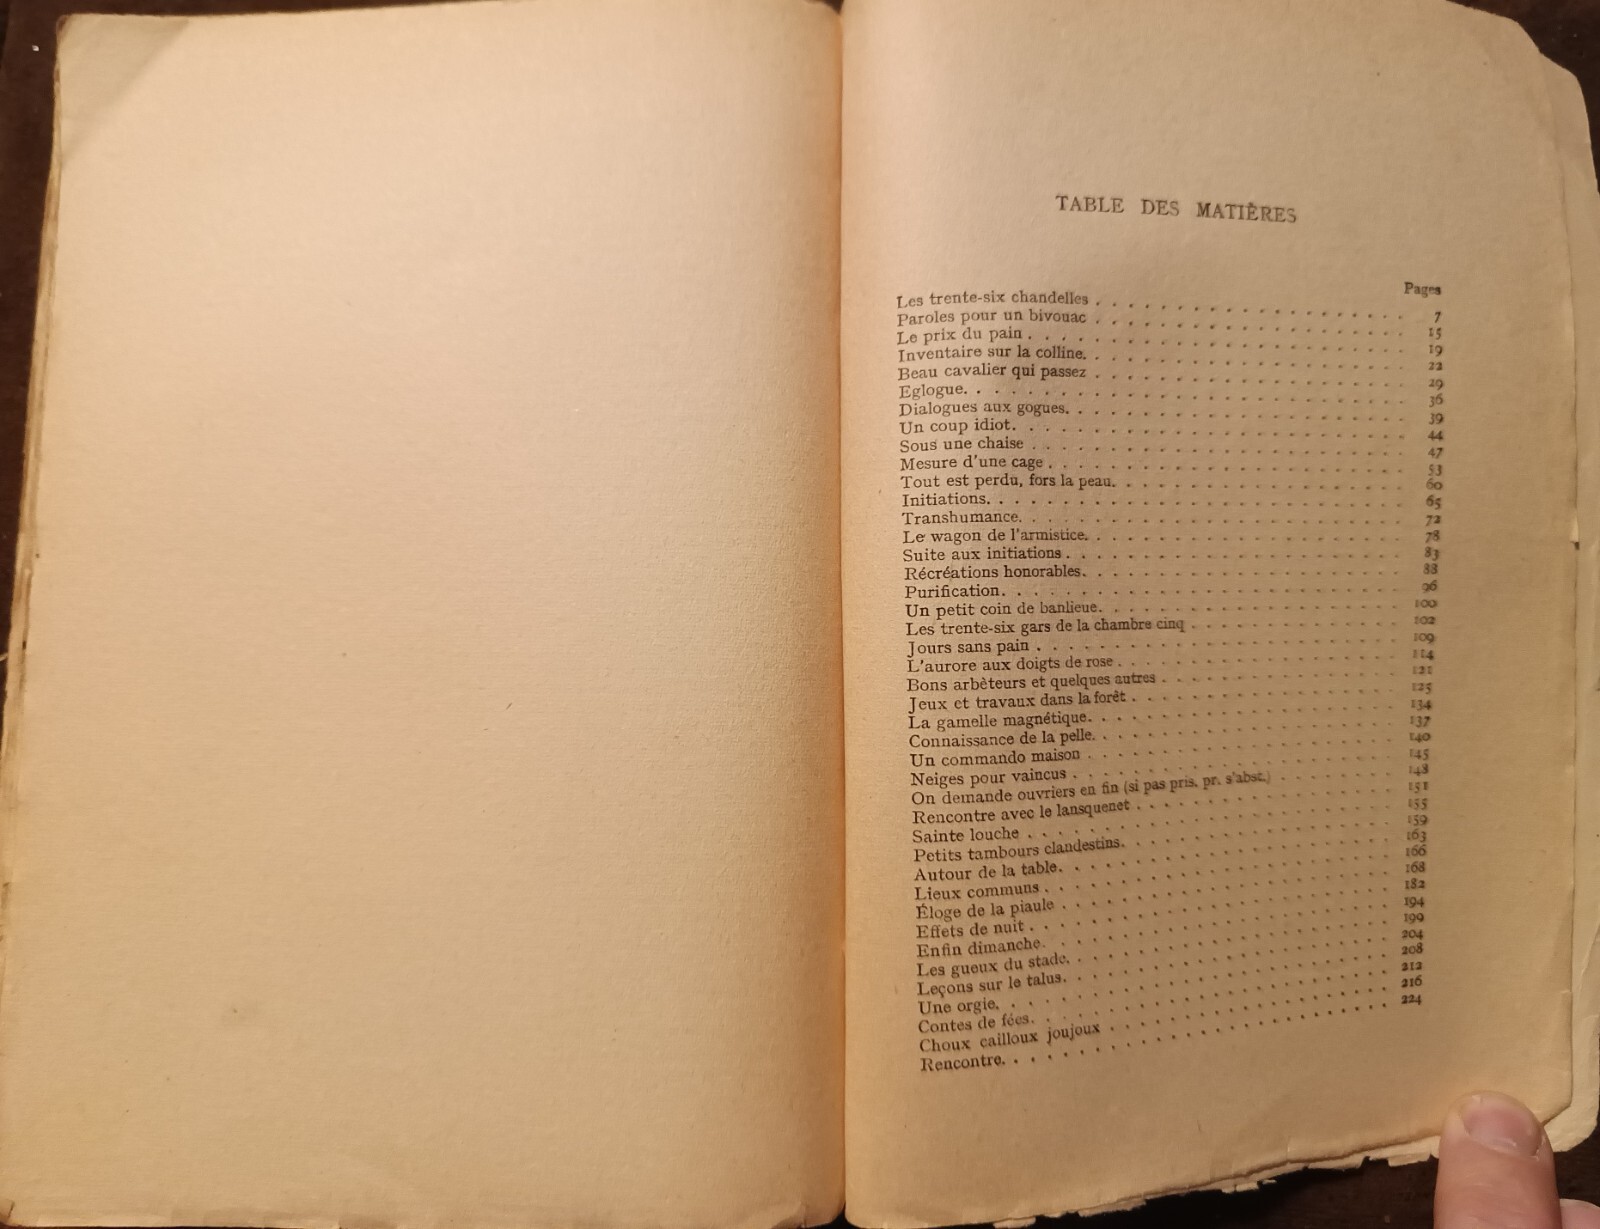 TABLE DES MATIÈRES
Pages
Les trente-six chandelles . . . . . . . . . . . . . . . . . 7
Paroles pour un bivouac . . . . . . . . . . . . . . . . . 15
Le prix du pain . . . . . . . . . . . . . . . . . 19
Inventaire sur la colline. . . . . . . . . . . . . . . . . 22
Beau cavalier qui passez . . . . . . . . . . . . . . . . . 29
Eglogue. . . . . . . . . . . . . . . . . 36
Dialogues aux gogues. . . . . . . . . . . . . . . . . 39
Un coup idiot. . . . . . . . . . . . . . . . . 44
Sous une chaise . . . . . . . . . . . . . . . . . 47
Mesure d'une cage . . . . . . . . . . . . . . . . . 53
Tout est perdu, fors la peau. . . . . . . . . . . . . . . . . 60
Initiations. . . . . . . . . . . . . . . . . 65
Transhumance. . . . . . . . . . . . . . . . . 72
Le wagon de l'armistice. . . . . . . . . . . . . . . . . 78
Suite aux initiations . . . . . . . . . . . . . . . . . 83
Récréations honorables. . . . . . . . . . . . . . . . . 88
Purification. . . . . . . . . . . . . . . . . 96
Un petit coin de banlieue. . . . . . . . . . . . . . . . . 100
Les trente-six gars de la chambre cinq . . . . . . . . . . . . 102
Jours sans pain . . . . . . . . . . . . . . . . . 109
L'aurore aux doigts de rose . . . . . . . . . . . . . . . . 114
Bons arbèteurs et quelques autres . . . . . . . . . . . . . . 121
Jeux et travaux dans la forêt . . . . . . . . . . . . . . . 125
La gamelle magnétique. . . . . . . . . . . . . . . . . 134
Connaissance de la pelle. . . . . . . . . . . . . . . . . 137
Un commando maison . . . . . . . . . . . . . . . . . 140
Neiges pour vaincus . . . . . . . . . . . . . . . . . 145
On demande ouvriers en fin (si pas pris, pr. s'abst.) . . . . . . . 148
Rencontre avec le lansquenet . . . . . . . . . . . . . . . 151
Sainte louche . . . . . . . . . . . . . . . . . 155
Petits tambours clandestins. . . . . . . . . . . . . . . . 159
Autour de la table. . . . . . . . . . . . . . . . . 163
Lieux communs . . . . . . . . . . . . . . . . . 166
Éloge de la piaule . . . . . . . . . . . . . . . . . 168
Effets de nuit . . . . . . . . . . . . . . . . . 182
Enfin dimanche. . . . . . . . . . . . . . . . . 194
Les gueux du stade. . . . . . . . . . . . . . . . . 199
Leçons sur le talus. . . . . . . . . . . . . . . . . 204
Une orgie. . . . . . . . . . . . . . . . . 208
Contes de fées. . . . . . . . . . . . . . . . . 212
Choux cailloux joujoux . . . . . . . . . . . . . . . . 216
Rencontre. . . . . . . . . . . . . . . . . 224